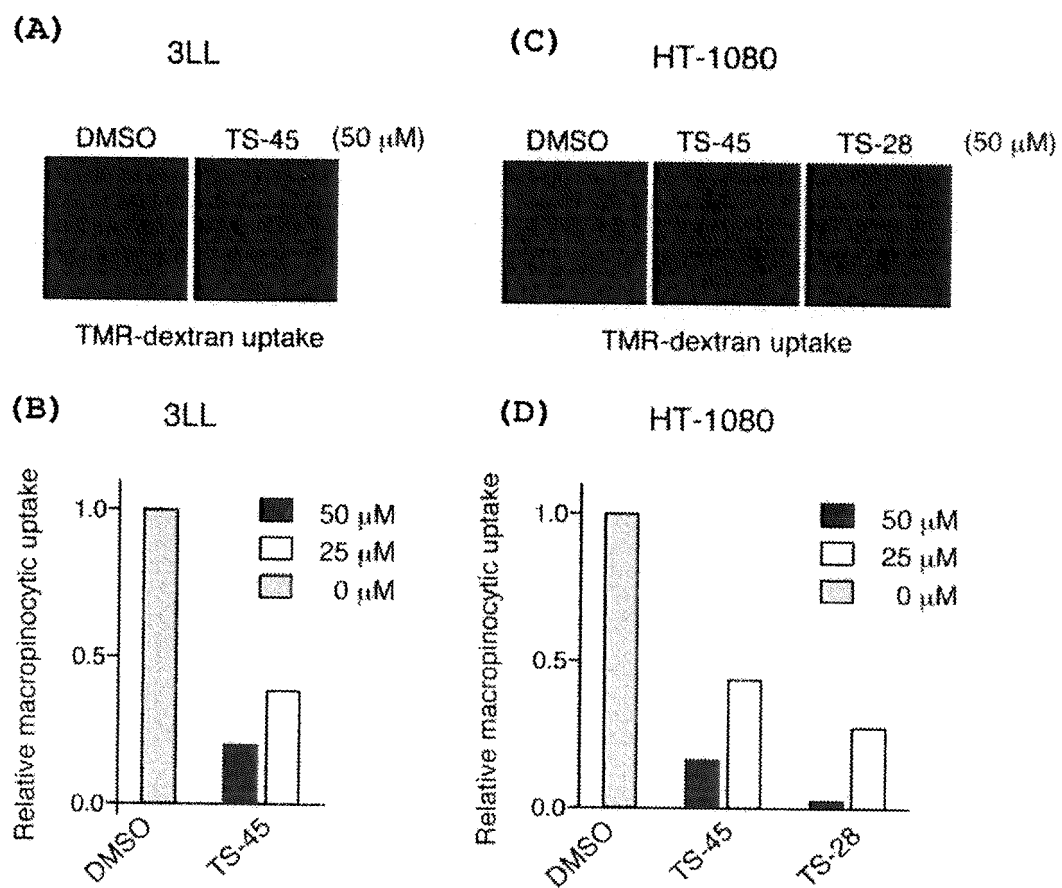 (A)
3LL
DMSO TS-45 (50 μM)
TMR-dextran uptake
(B)
3LL
Relative macropinocytic uptake
1.0
0.5
0.0
50 μM
25 μM
0 μM
DMSO
TS-45
(C)
HT-1080
DMSO TS-45 TS-28 (50 μM)
TMR-dextran uptake
(D)
HT-1080
Relative macropinocytic uptake
1.0
0.5
0.0
50 μM
25 μM
0 μM
DMSO
TS-45
TS-28